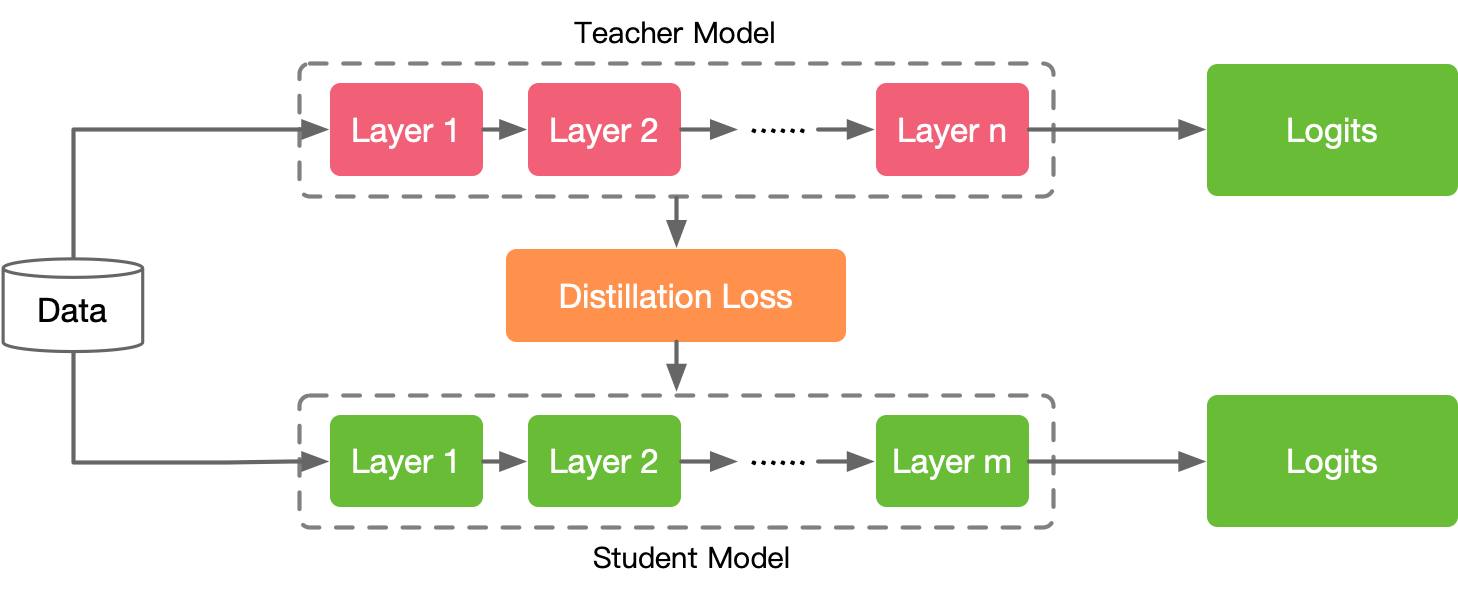 Teacher Model
Layer 1
Layer 2
......
Layer n
Logits
Distillation Loss
Data
Layer 1
Layer 2
......
Layer m
Logits
Student Model